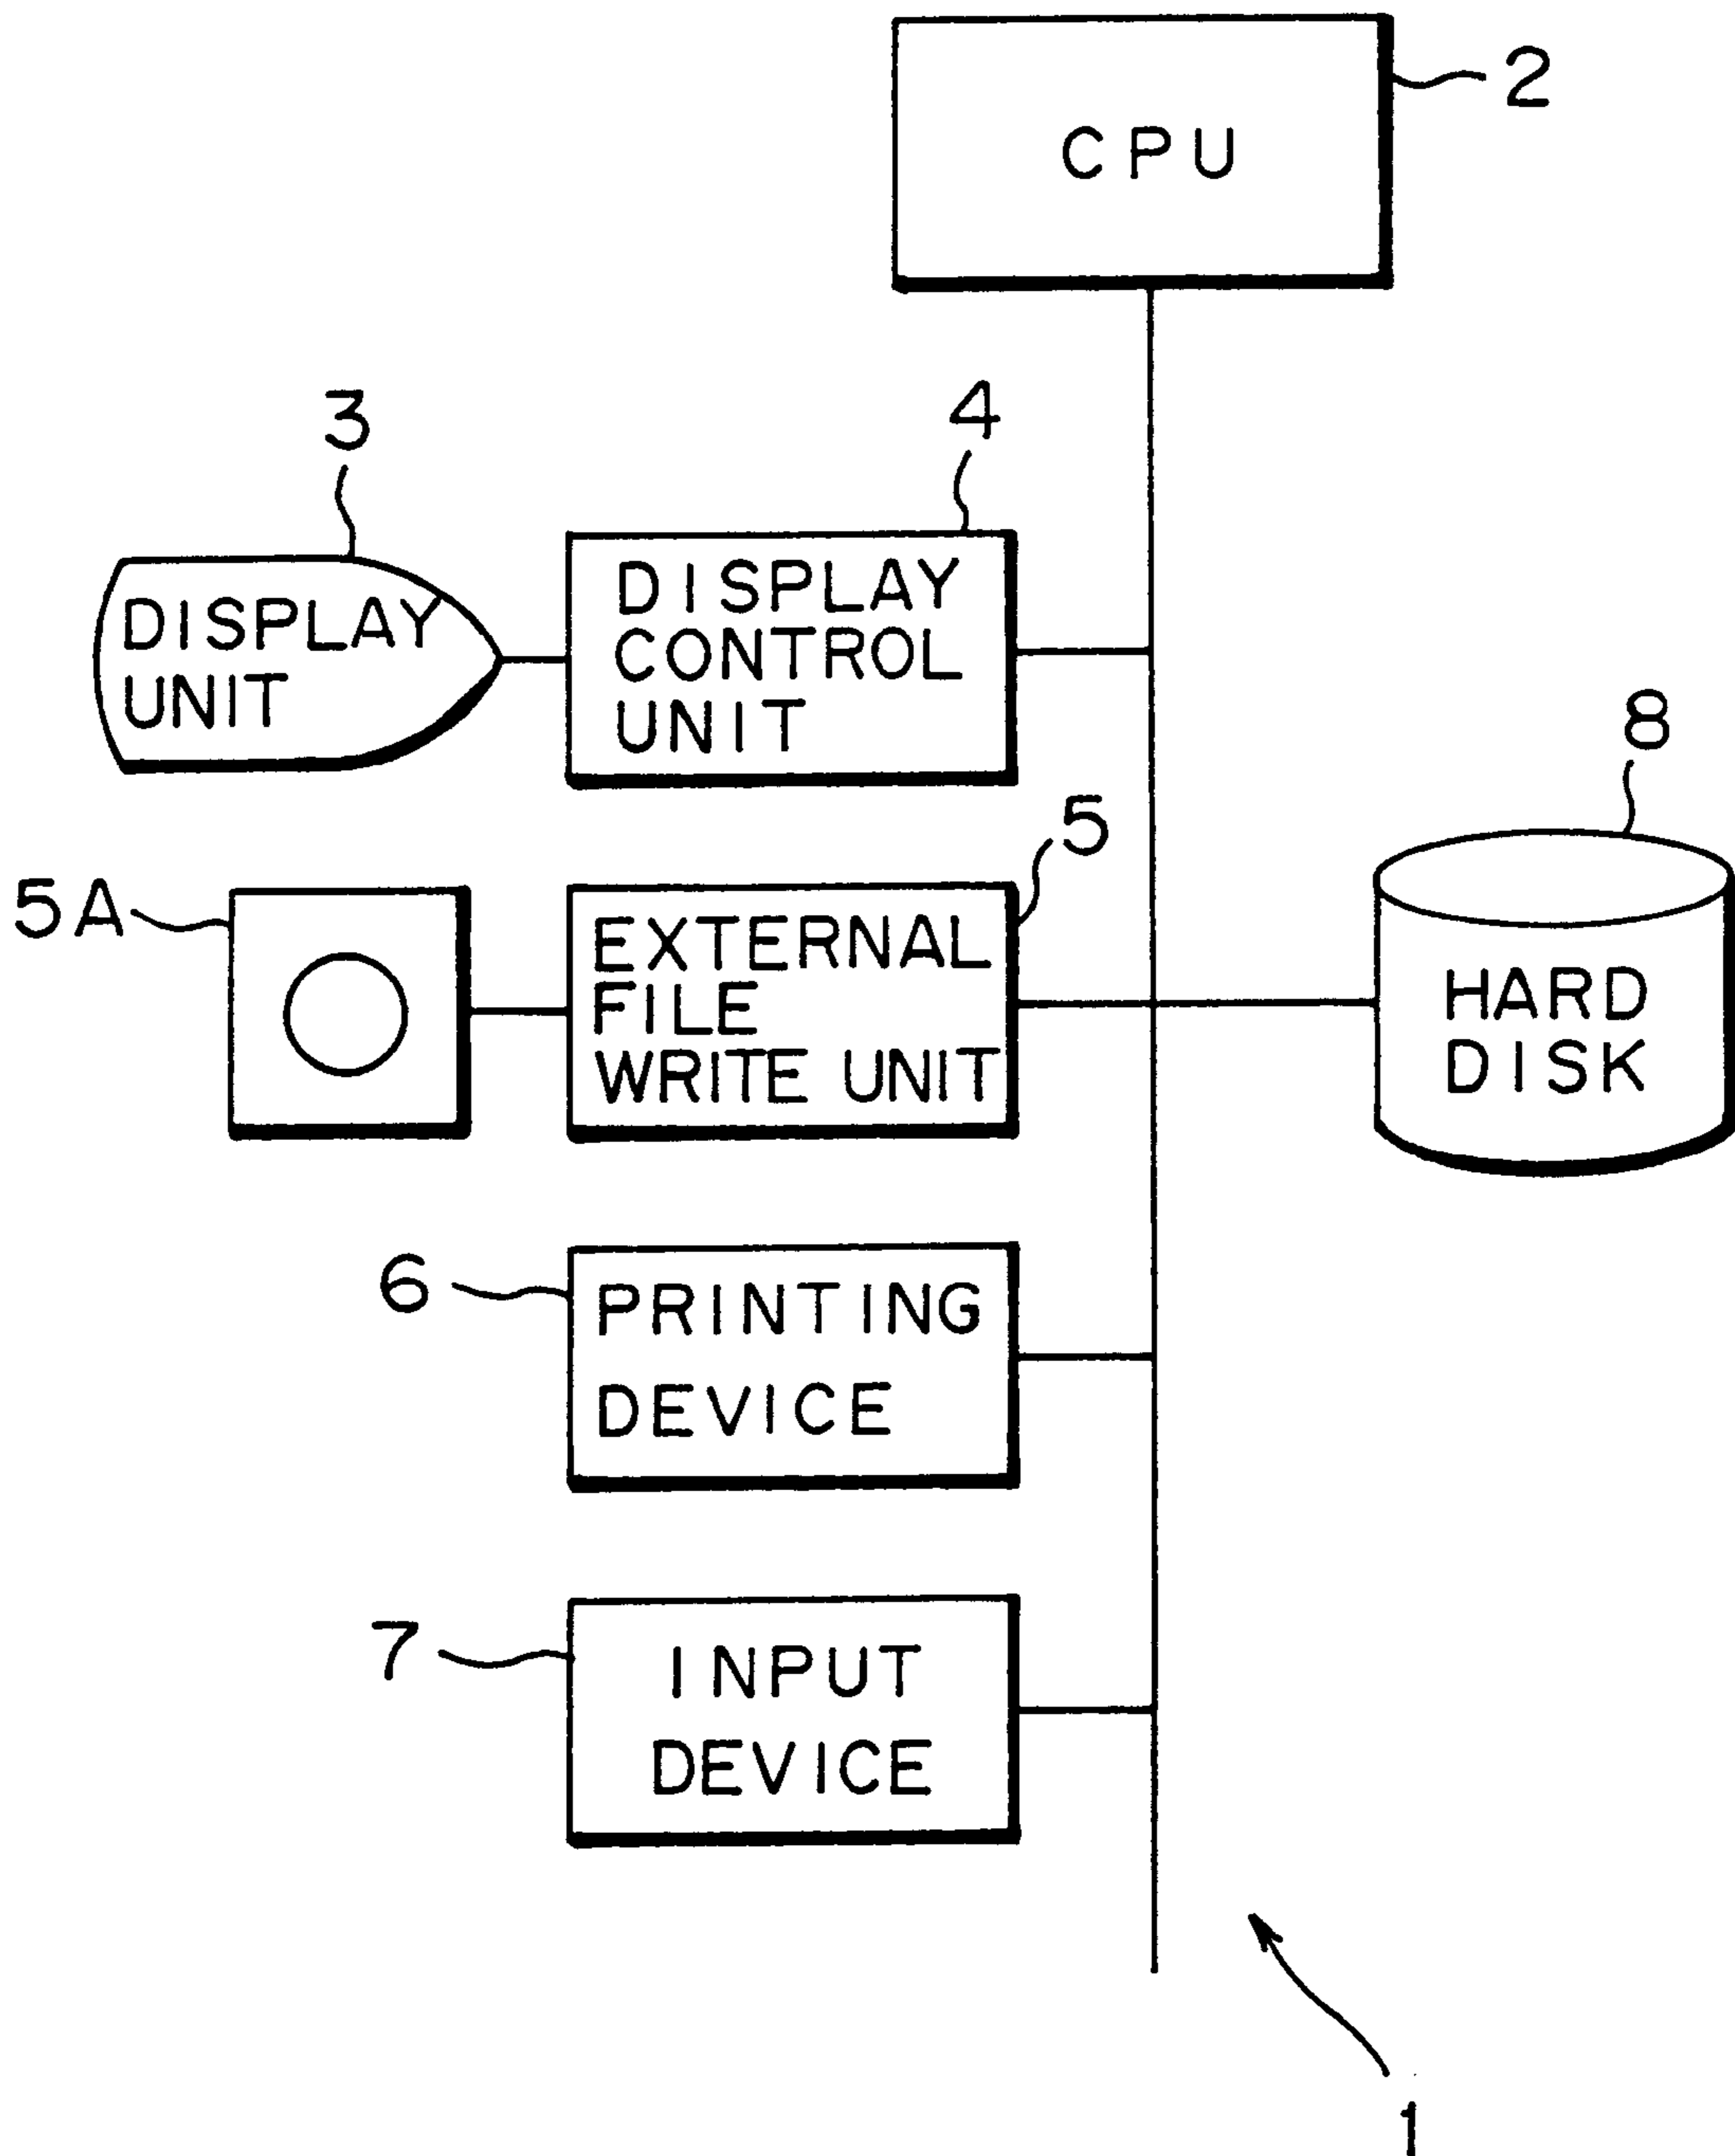 2
CPU
3
4
DISPLAY
UNIT
DISPLAY
CONTROL
UNIT
8
5
5A
EXTERNAL
FILE
WRITE UNIT
HARD
DISK
6
PRINTING
DEVICE
7
INPUT
DEVICE
1